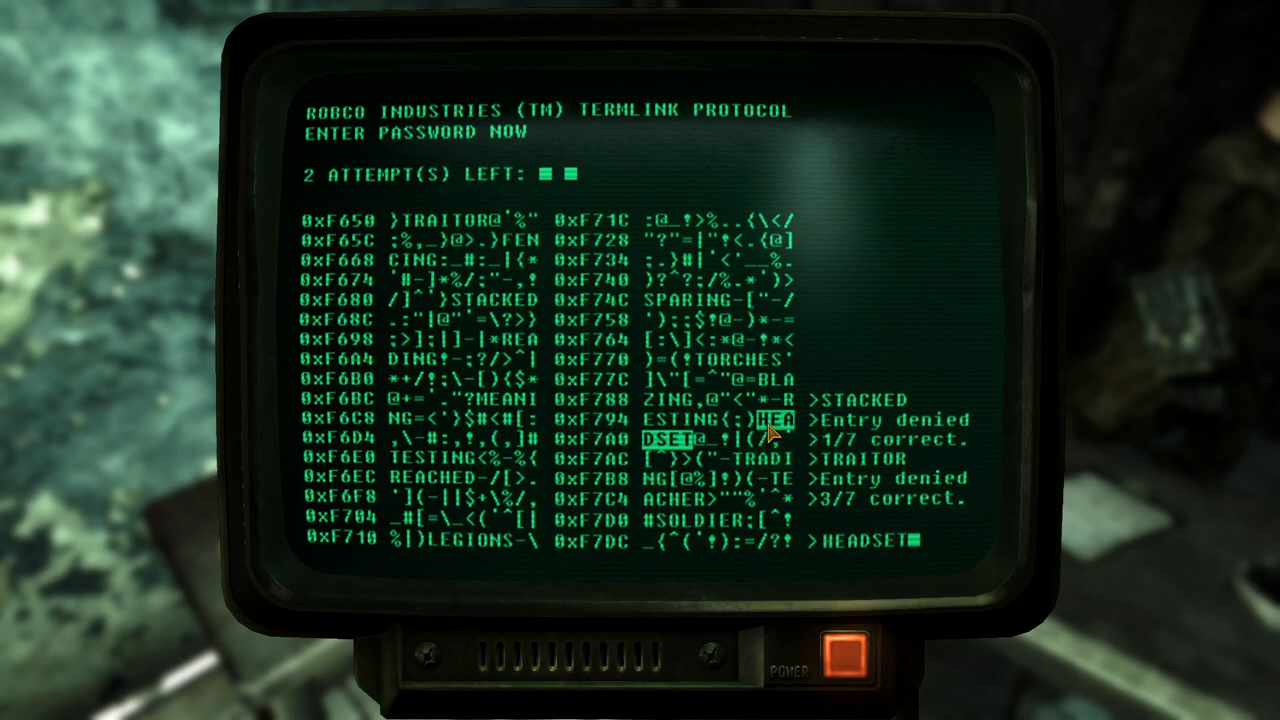 ROBCO INDUSTRIES (TM) TERMLINK PROTOCOL
ENTER PASSWORD NOW
2 ATTEMPT(S) LEFT:
0xF650 }TRAITOR@'%" 0xF71C :@_!>%..{\</
0xF65C :%,_}@>.}FEN 0xF728 "?"=|"!<.{@]
0xF668 CING:_#:_|{* 0xF734 ;.}#|'<'__%.
0xF674 '#-]*%/;"-,! 0xF740 )?^?:/%.*')>
0xF680 /]^'}STACKED 0xF74C SPARING-["-/
0xF68C .:"|@"'=\?>} 0xF758 ');;$!@-)*-=
0xF698 ;>];|]-|*REA 0xF764 [:\]<:*@-!*<
0xF6A4 DING!-;?/>^| 0xF770 )=(!TORCHES'
0xF6B0 *+/!:\-[){$* 0xF77C ]\"[=^"@=BLA
0xF6BC @+='."?MEANI 0xF788 ZING,@"<"*-R >STACKED
0xF6C8 NG=<'}$#<#[: 0xF794 ESTING{;)HEA >Entry denied
0xF6D4 ,\-#:,!,(,]# 0xF7A0 DSET@_!|(/," >1/7 correct.
0xF6E0 TESTING<%-%{ 0xF7AC [^}>("-TRADI >TRAITOR
0xF6EC REACHED-/[>. 0xF7B8 NG[@%]!)(-TE >Entry denied
0xF6F8 '](-||$+\%/, 0xF7C4 ACHER>""%'^* >3/7 correct.
0xF704 _#[=\_<('^[| 0xF7D0 #SOLDIER;[^!
0xF710 %|)LEGIONS-\ 0xF7DC _{^('!):=/?! >HEADSET
POWER